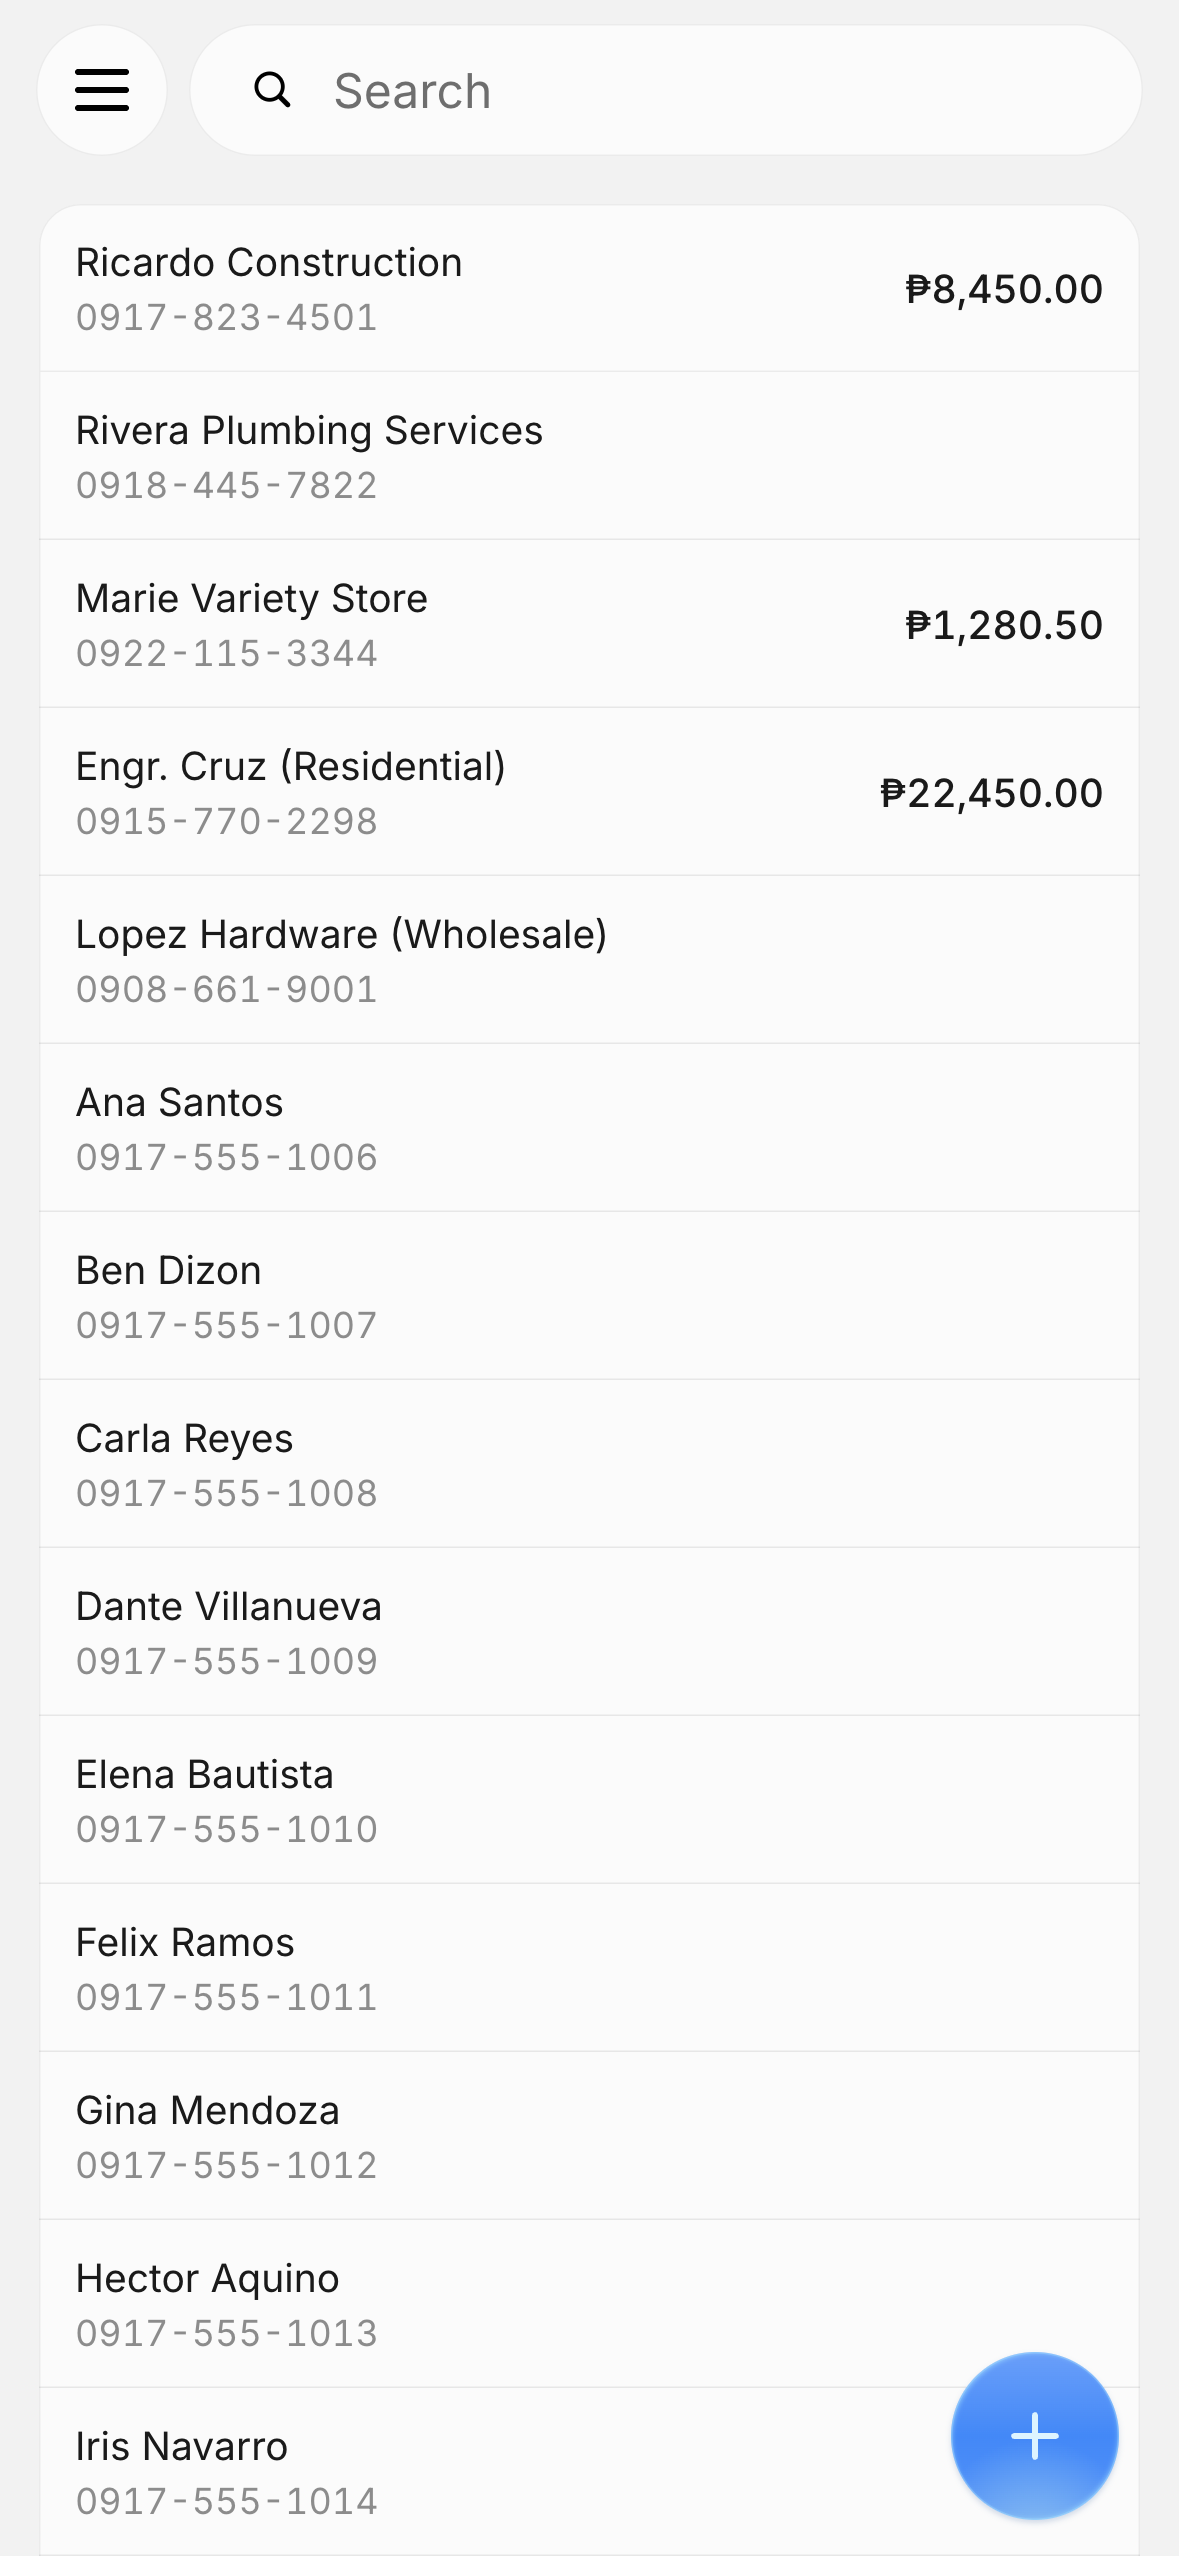 Search
Ricardo Construction
0917-823-4501
₱8,450.00
Rivera Plumbing Services
0918-445-7822
Marie Variety Store
0922-115-3344
₱1,280.50
Engr. Cruz (Residential)
0915-770-2298
₱22,450.00
Lopez Hardware (Wholesale)
0908-661-9001
Ana Santos
0917-555-1006
Ben Dizon
0917-555-1007
Carla Reyes
0917-555-1008
Dante Villanueva
0917-555-1009
Elena Bautista
0917-555-1010
Felix Ramos
0917-555-1011
Gina Mendoza
0917-555-1012
Hector Aquino
0917-555-1013
Iris Navarro
0917-555-1014